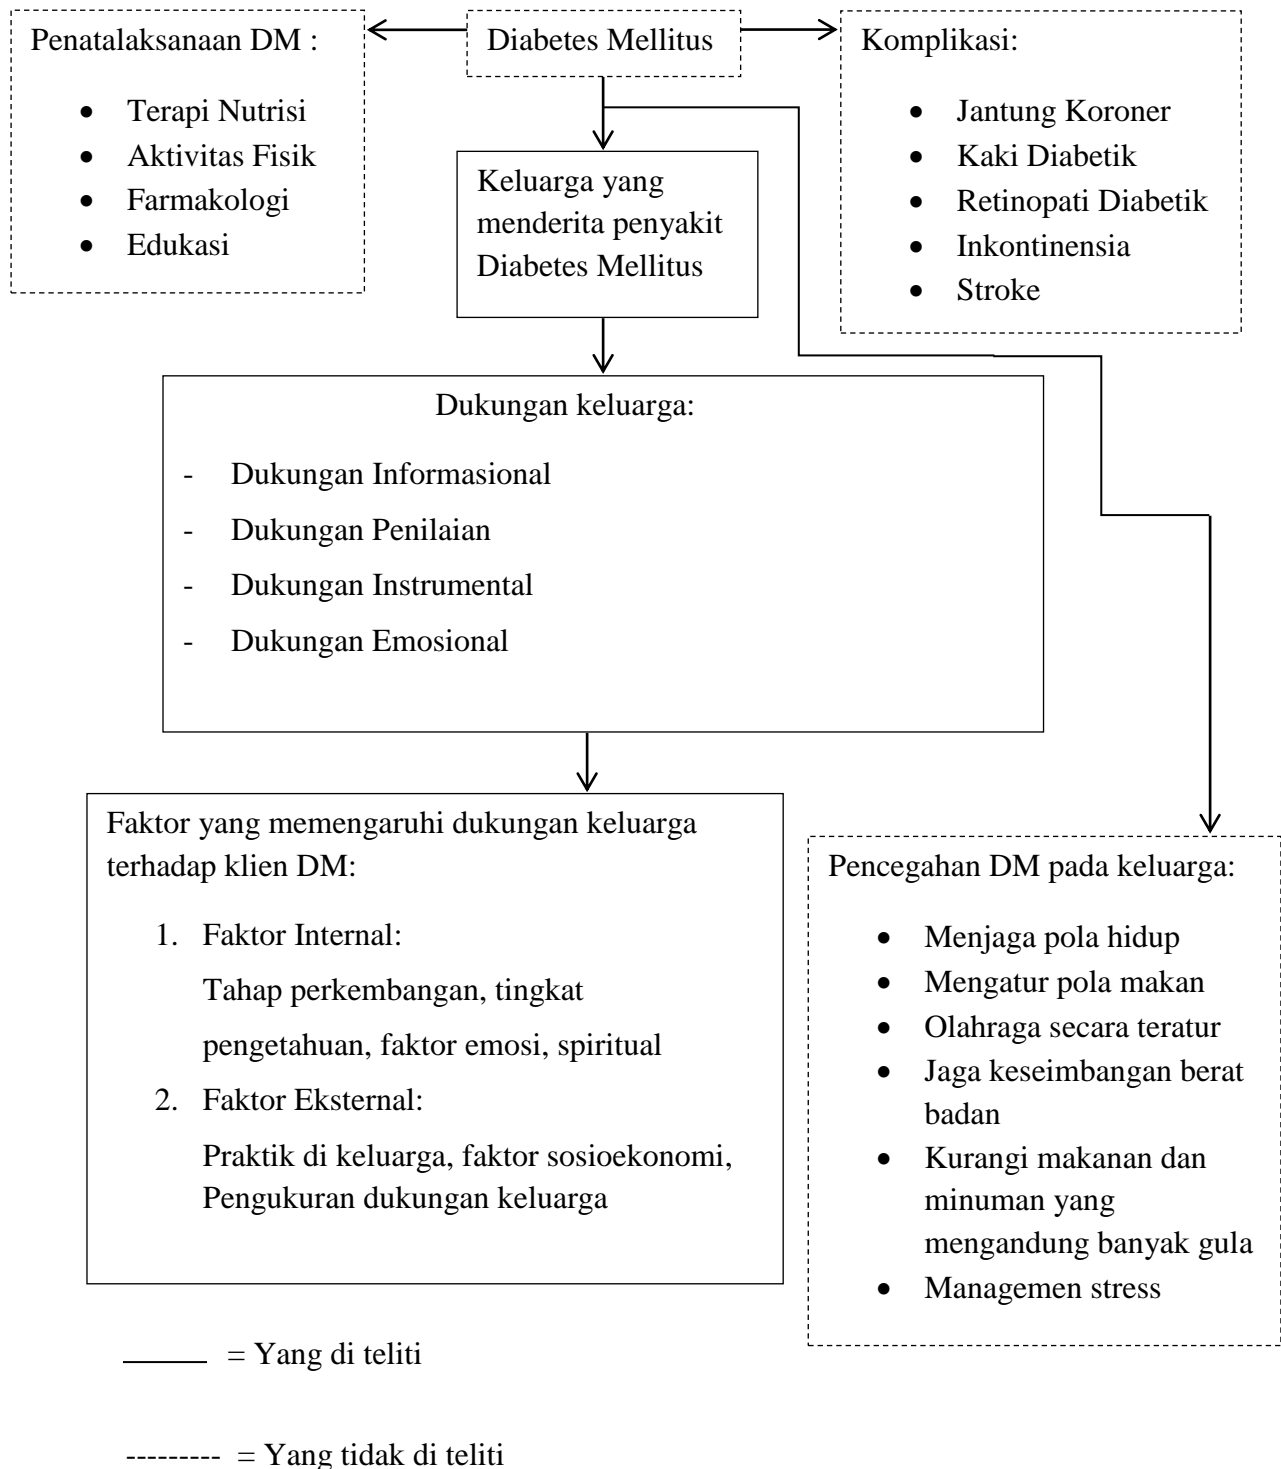 Penatalaksanaan DM :
• Terapi Nutrisi
• Aktivitas Fisik
• Farmakologi
• Edukasi
Diabetes Mellitus
Komplikasi:
• Jantung Koroner
• Kaki Diabetik
• Retinopati Diabetik
• Inkontinensia
• Stroke
Keluarga yang
menderita penyakit
Diabetes Mellitus
Dukungan keluarga:
- Dukungan Informasional
- Dukungan Penilaian
- Dukungan Instrumental
- Dukungan Emosional
Faktor yang memengaruhi dukungan keluarga
terhadap klien DM:
1. Faktor Internal:
Tahap perkembangan, tingkat
pengetahuan, faktor emosi, spiritual
2. Faktor Eksternal:
Praktik di keluarga, faktor sosioekonomi,
Pengukuran dukungan keluarga
Pencegahan DM pada keluarga:
• Menjaga pola hidup
• Mengatur pola makan
• Olahraga secara teratur
• Jaga keseimbangan berat
badan
• Kurangi makanan dan
minuman yang
mengandung banyak gula
• Managemen stress
= Yang di teliti
--------- = Yang tidak di teliti